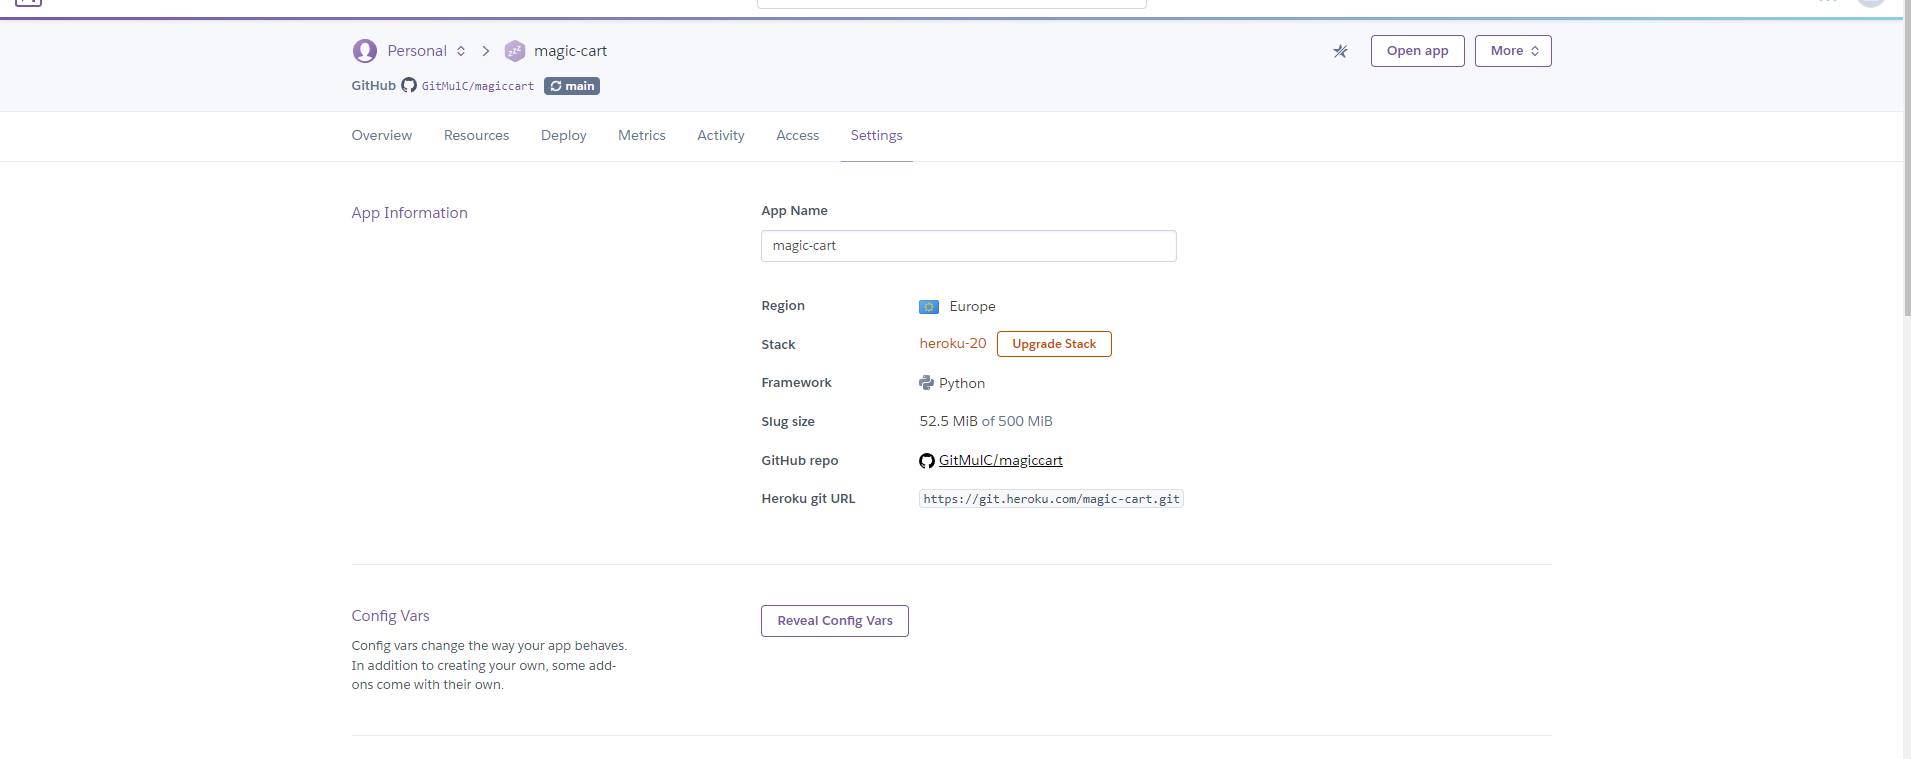 Personal magic-cart Open app More
GitHub GitMulC/magiccart main
Overview Resources Deploy Metrics Activity Access Settings
App Information
App Name
magic-cart
Region Europe
Stack heroku-20 Upgrade Stack
Framework Python
Slug size 52.5 MiB of 500 MiB
GitHub repo GitMulC/magiccart
Heroku git URL https://git.heroku.com/magic-cart.git
Config Vars
Reveal Config Vars
Config vars change the way your app behaves.
In addition to creating your own, some add-
ons come with their own.